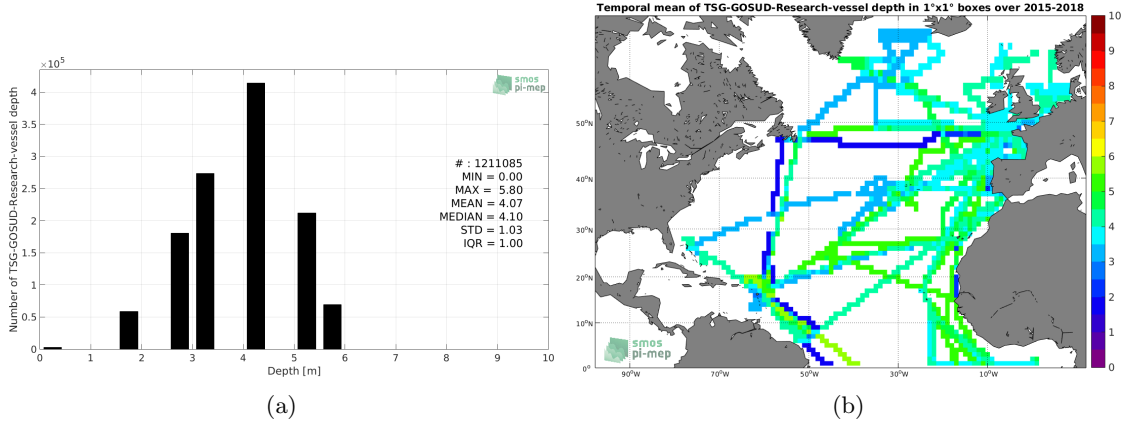 Temporal mean of TSG-GOSUD-Research-vessel depth in 1°x1° boxes over 2015-2018
×10⁵
Number of TSG-GOSUD-Research-vessel depth
4
3.5
3
2.5
2
1.5
1
0.5
0
smos
pi-mep
# : 1211085
MIN = 0.00
MAX = 5.80
MEAN = 4.07
MEDIAN = 4.10
STD = 1.03
IQR = 1.00
0 1 2 3 4 5 6 7 8 9 10
Depth [m]
(a)
50°N
40°N
30°N
20°N
10°N
0°
90°W 70°W 50°W 30°W 10°W
smos
pi-mep
10
9
8
7
6
5
4
3
2
1
0
(b)